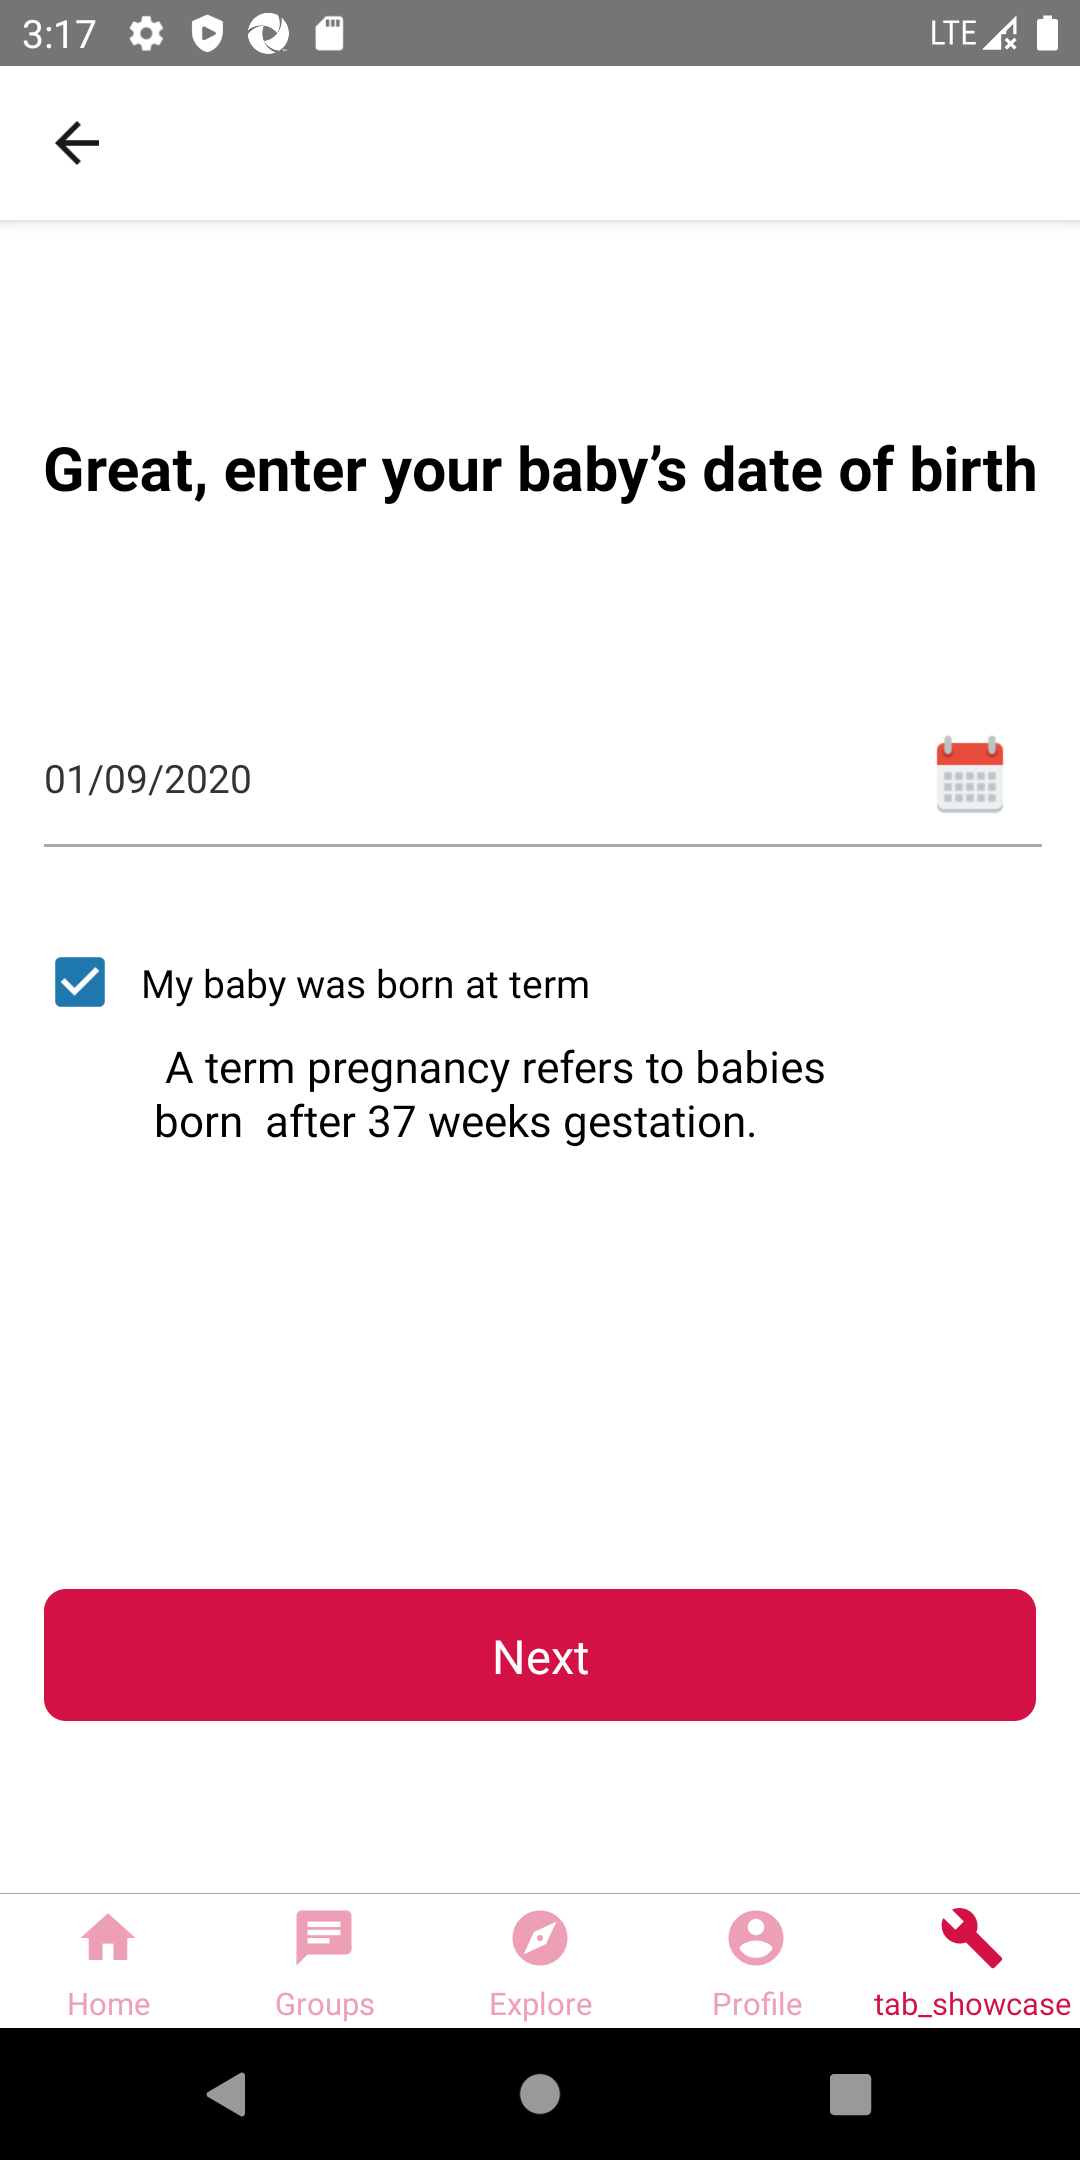 3:17
LTE
Great, enter your baby’s date of birth
01/09/2020
My baby was born at term
A term pregnancy refers to babies
born  after 37 weeks gestation.
Next
Home
Groups
Explore
Profile
tab_showcase